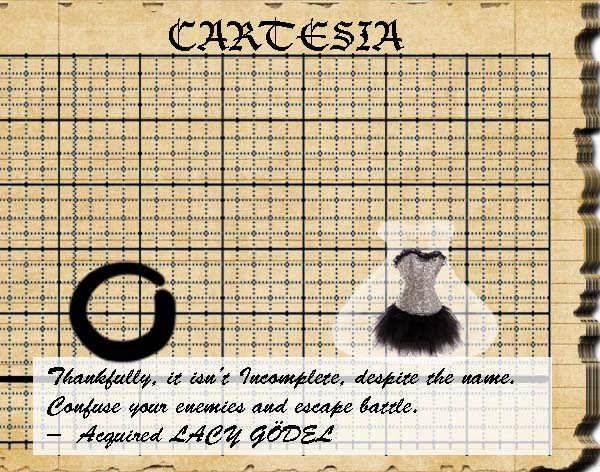 CARTESIA
Thankfully, it isn't Incomplete, despite the name.
Confuse your enemies and escape battle.
– Acquired LACY GÖDEL